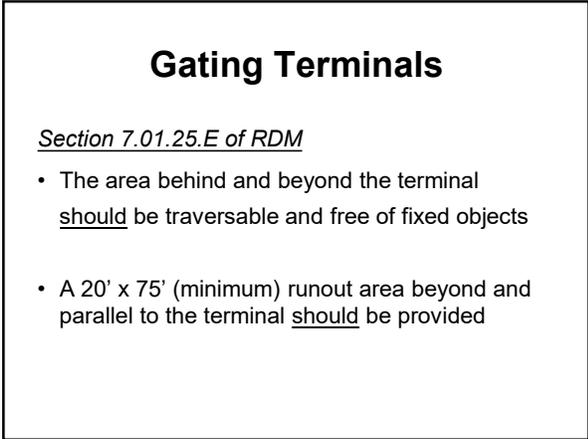 Gating Terminals
Section 7.01.25.E of RDM
• The area behind and beyond the terminal
should be traversable and free of fixed objects
• A 20' x 75' (minimum) runout area beyond and
parallel to the terminal should be provided